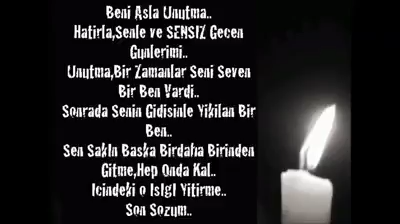 Beni Asla Unutma..
Hatirla,Senle ve SENSIZ Gecen
Gunlerimi..
Unutma,Bir Zamanlar Seni Seven
Bir Ben Vardi..
Sonrada Senin Gidisinle Yikilan Bir
Ben..
Sen Sakin Baska Birdaha Birinden
Gitme,Hep Onda Kal..
Icindeki o Isigi Yitirme..
Son Sozum..